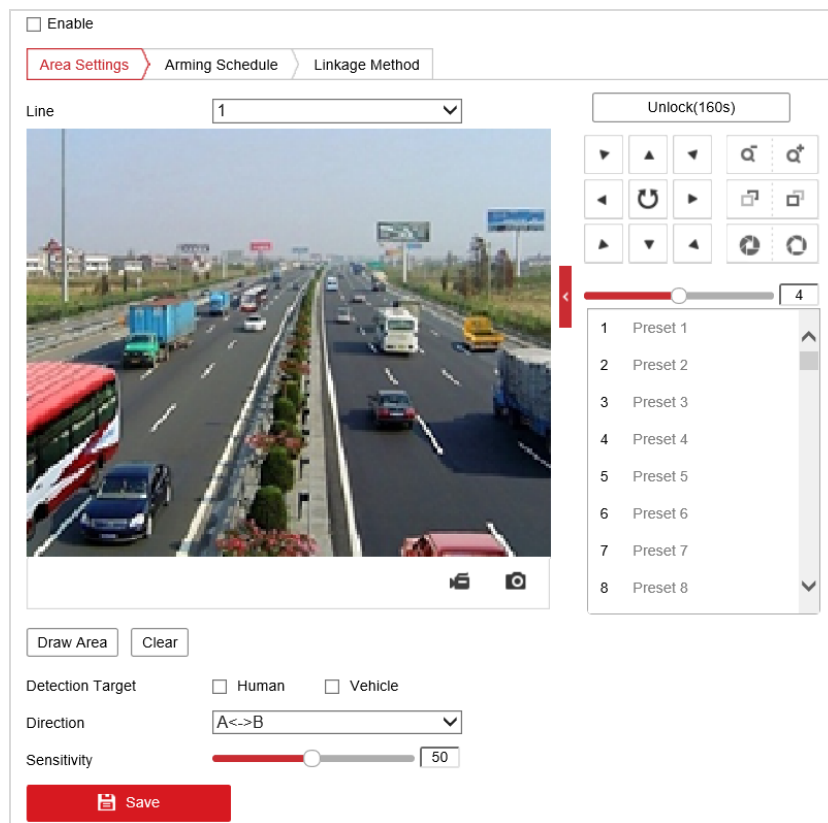 Enable
Area Settings Arming Schedule Linkage Method
Line 1
Unlock(160s)
4
1 Preset 1
2 Preset 2
3 Preset 3
4 Preset 4
5 Preset 5
6 Preset 6
7 Preset 7
8 Preset 8
Draw Area Clear
Detection Target Human Vehicle
Direction A<->B
Sensitivity 50
Save